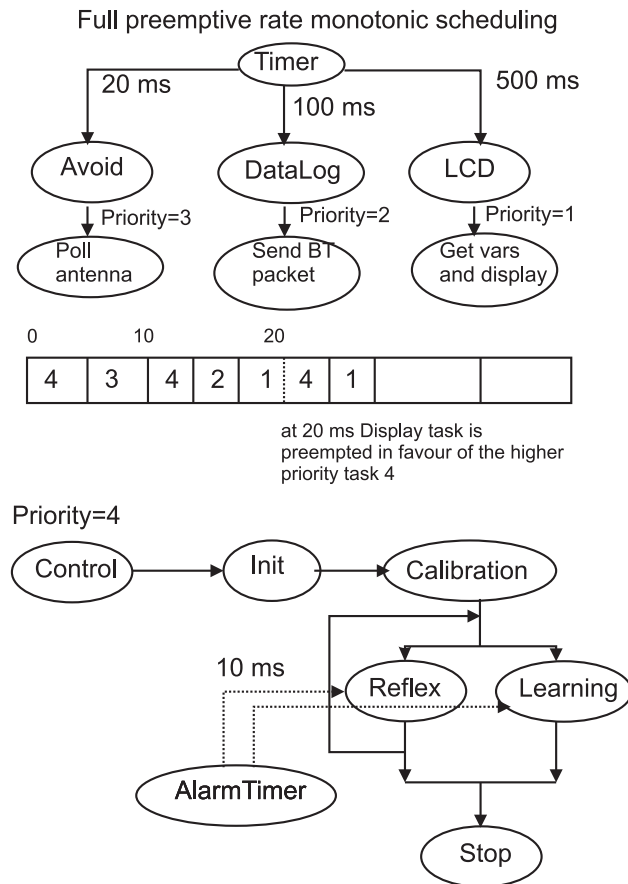 Full preemptive rate monotonic scheduling
Timer
20 ms
100 ms
500 ms
Avoid
DataLog
LCD
Priority=3
Priority=2
Priority=1
Poll
antenna
Send BT
packet
Get vars
and display
0
10
20
4 3 4 2 1 4 1
at 20 ms Display task is
preempted in favour of the higher
priority task 4
Priority=4
Control
Init
Calibration
10 ms
Reflex
Learning
AlarmTimer
Stop